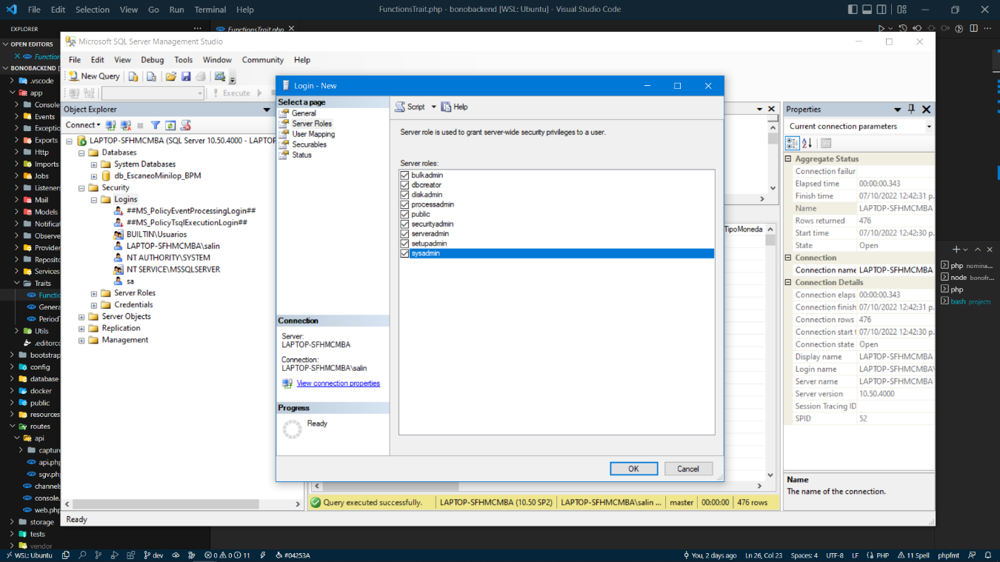 File Edit Selection View Go Run Terminal Help
FunctionsTrait.php - bonobackend [WSL: Ubuntu] - Visual Studio Code
EXPLORER
OPEN EDITORS
Function
BONOBACKEND [
.vscode
app
Console
Events
Exceptio
Exports
Http
Imports
Jobs
Listeners
Mail
Models
Notificat
Observe
Provider
Reposito
Services
Traits
Functio
Genera
PeriodT
Utils
.editorco
bootstrap
config
database
docker
public
resources
routes
api
capture
api.php
sgv.php
channels
console.
web.php
storage
tests
vendor
FunctionsTrait.php
Microsoft SQL Server Management Studio
File Edit View Debug Tools Window Community Help
New Query
Execute
Object Explorer
Connect
LAPTOP-SFHMCMBA (SQL Server 10.50.4000 - LAPTOP
Databases
System Databases
db_EscaneoMinilop_BPM
Security
Logins
##MS_PolicyEventProcessingLogin##
##MS_PolicyTsqlExecutionLogin##
BUILTIN\Usuarios
LAPTOP-SFHMCMBA\salin
NT AUTHORITY\SYSTEM
NT SERVICE\MSSQLSERVER
sa
Server Roles
Credentials
Server Objects
Replication
Management
Ready
Login - New
Select a page
General
Server Roles
User Mapping
Securables
Status
Connection
Server:
LAPTOP-SFHMCMBA
Connection:
LAPTOP-SFHMCMBA\salin
View connection properties
Progress
Ready
Script Help
Server role is used to grant server-wide security privileges to a user.
Server roles:
bulkadmin
dbcreator
diskadmin
processadmin
public
securityadmin
serveradmin
setupadmin
sysadmin
OK Cancel
TipoMoneda
Query executed successfully. LAPTOP-SFHMCMBA (10.50 SP2) LAPTOP-SFHMCMBA\salin ... master 00:00:00 476 rows
Properties
Current connection parameters
Aggregate Status
Connection failur
Elapsed time 00:00:00.343
Finish time 07/10/2022 12:42:31 p.
Name LAPTOP-SFHMCMBA
Rows returned 476
Start time 07/10/2022 12:42:30 p.
State Open
Connection
Connection name LAPTOP-SFHMCMBA
Connection Details
Connection elaps 00:00:00.343
Connection finish 07/10/2022 12:42:31 p.
Connection rows 476
Connection start t 07/10/2022 12:42:30 p.
Connection state Open
Display name LAPTOP-SFHMCMBA
Login name LAPTOP-SFHMCMBA\
Server name LAPTOP-SFHMCMBA
Server version 10.50.4000
Session Tracing ID
SPID 52
Name
The name of the connection.
php nomina...
node bonofr...
php
bash projects
WSL: Ubuntu dev 0 0 11 #04253A
You, 2 days ago Ln 26, Col 23 Spaces: 4 UTF-8 LF PHP 11 Spell phpfmt